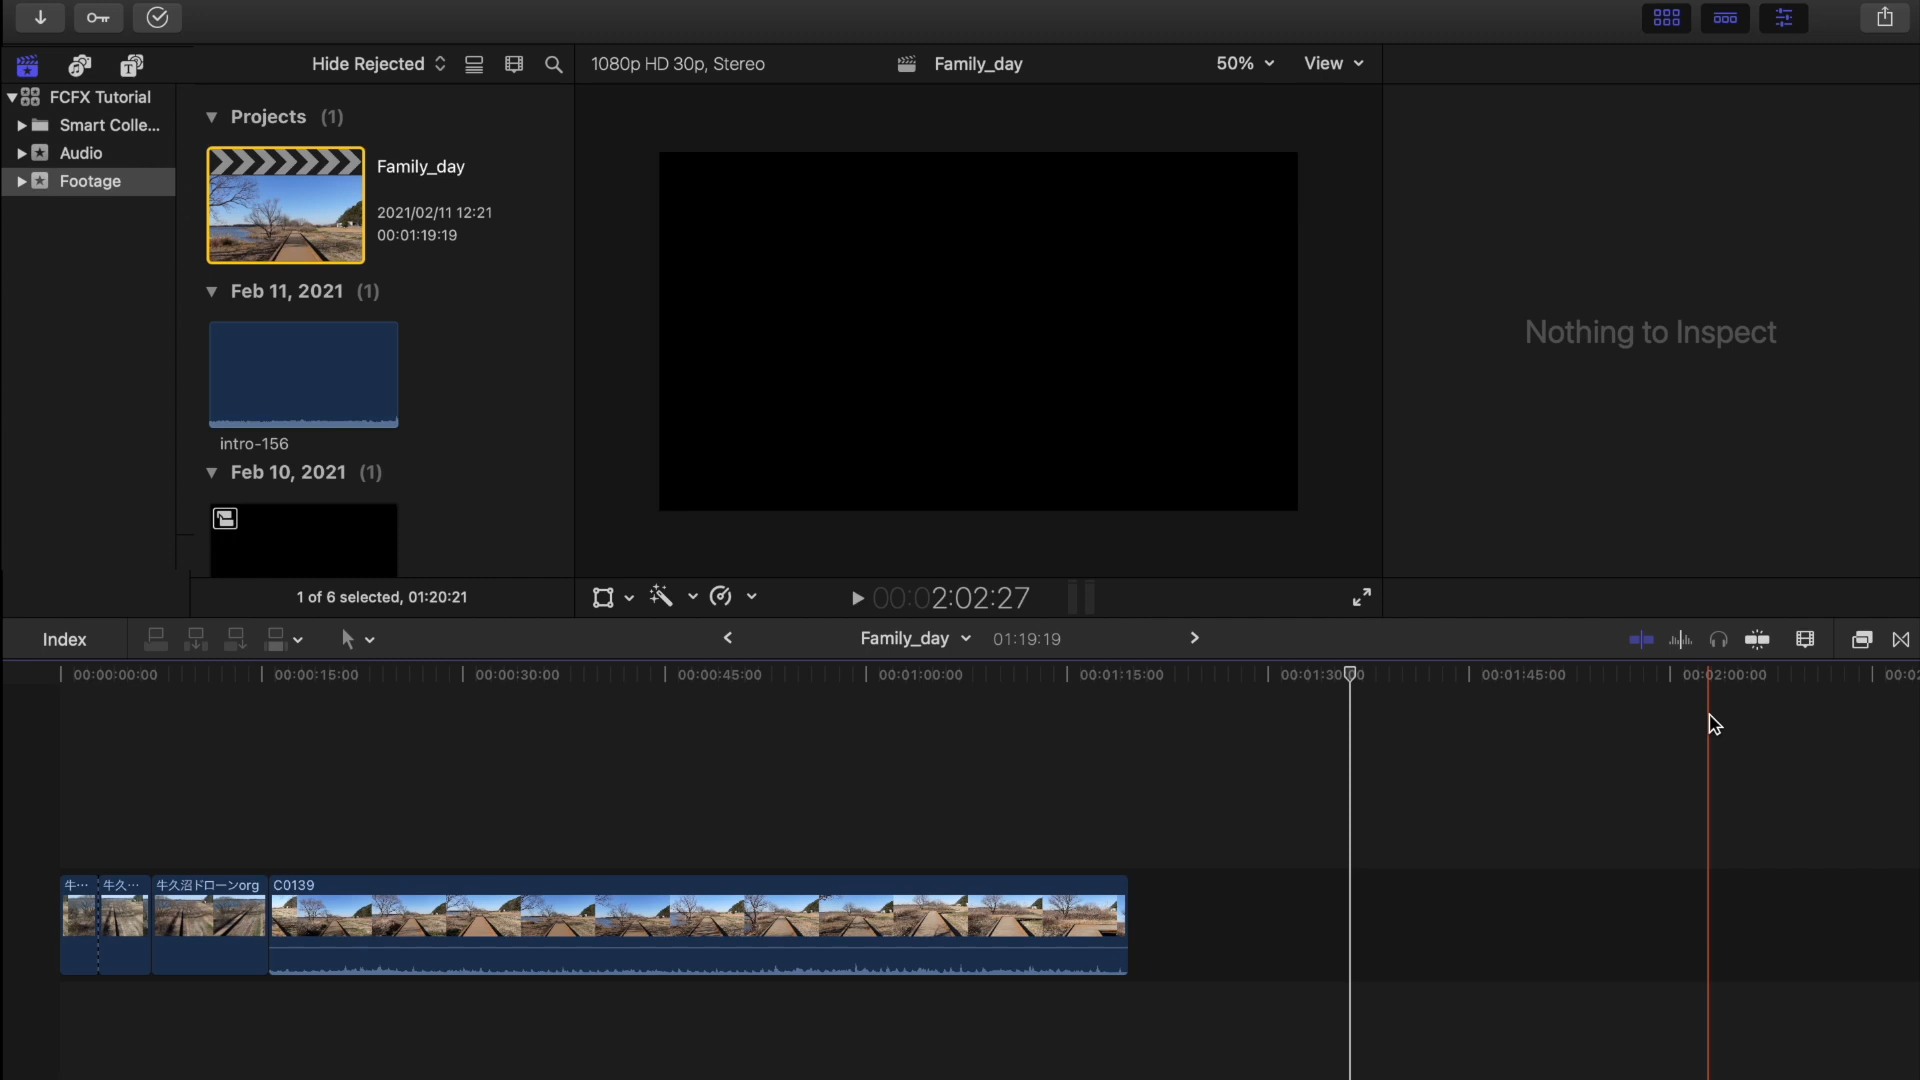 Hide Rejected
1080p HD 30p, Stereo
Family_day
50%
View
FCFX Tutorial
Smart Colle...
Audio
Footage
Projects (1)
Family_day
2021/02/11 12:21
00:01:19:19
Feb 11, 2021 (1)
intro-156
Feb 10, 2021 (1)
Nothing to Inspect
1 of 6 selected, 01:20:21
00:02:02:27
Index
Family_day
01:19:19
00:00:00:00
00:00:15:00
00:00:30:00
00:00:45:00
00:01:00:00
00:01:15:00
00:01:30:00
00:01:45:00
00:02:00:00
00:02
牛…
牛久…
牛久沼ドローンorg
C0139